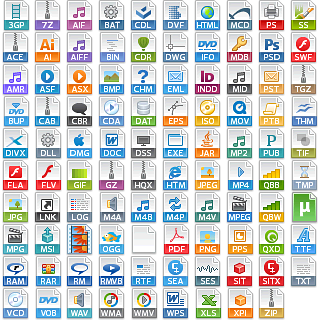 3GP 7Z AIF BAT CDL DVF HTML MCD PS SS
ACE AI AIFF BIN CDR DWG IFO MDB PSD SWF
AMR ASF ASX BMP CHM EML INDD MID PST TGZ
BUP CAB CBR CDA DAT EPS ISO MOV PTB THM
DIVX DLL DMG DOC DSS EXE JAR MP2 PUB TIF
FLA FLV GIF GZ HQX HTM JPEG MP4 QBB TMP
JPG LNK LOG M4A M4B M4P M4V MPEG QBW
MPG MSI OGG PDF PNG PPS QXD TTF
RAM RAR RM RMVB RTF SEA SES SIT SITX TXT
VCD VOB WAV WMA WMV WPS XLS XPI ZIP